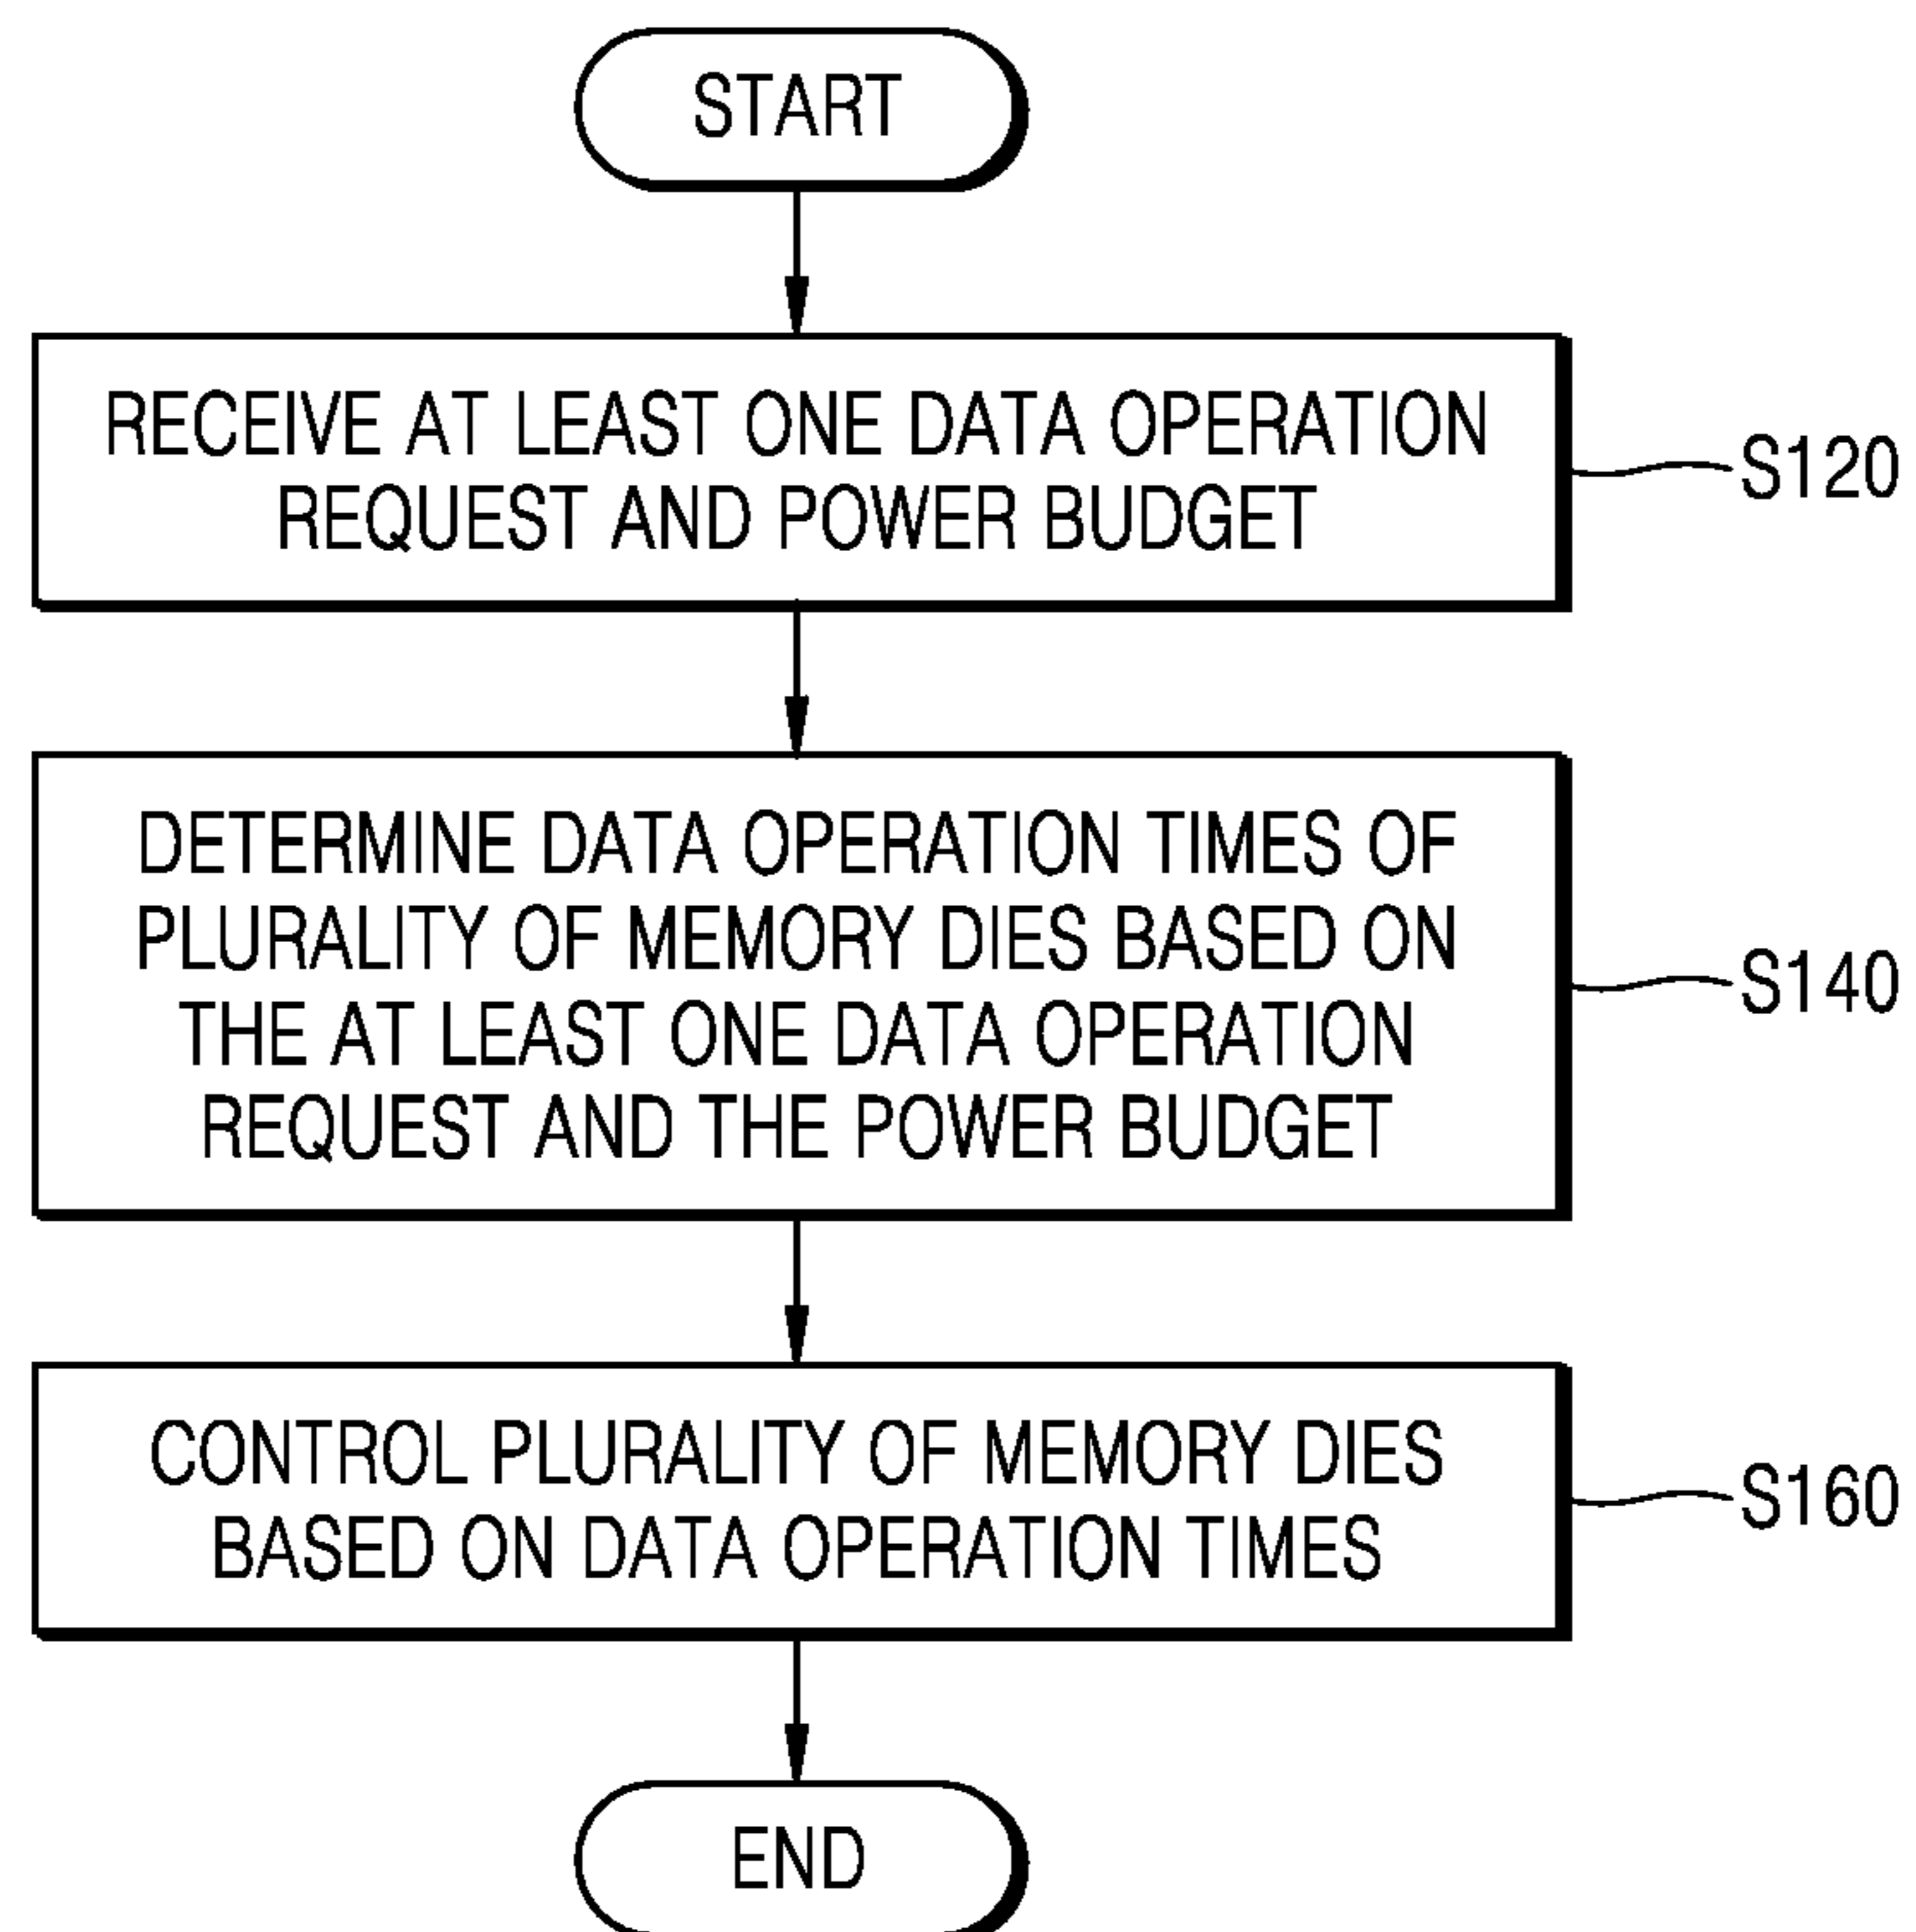 START
RECEIVE AT LEAST ONE DATA OPERATION
REQUEST AND POWER BUDGET
S120
DETERMINE DATA OPERATION TIMES OF
PLURALITY OF MEMORY DIES BASED ON
THE AT LEAST ONE DATA OPERATION
REQUEST AND THE POWER BUDGET
S140
CONTROL PLURALITY OF MEMORY DIES
BASED ON DATA OPERATION TIMES
S160
END